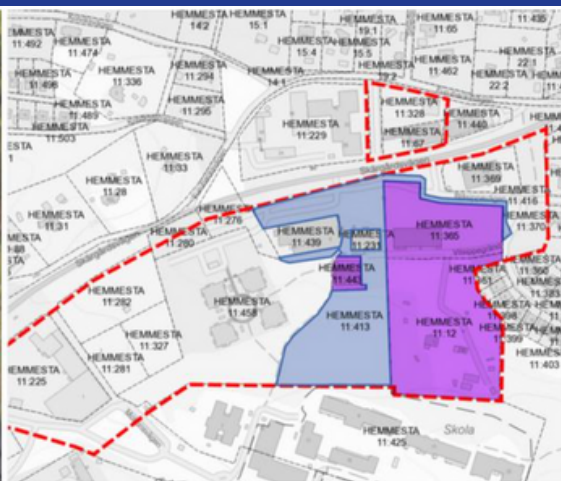 HEMMESTA
11:492
HEMMESTA
11:474
HEMMESTA
14:2
HEMMESTA
15:1
HEMMESTA
15:4
HEMMESTA
19:1
HEMMESTA
15:5
HEMMESTA
11:65
HEMMESTA
11:294
HEMMESTA
11:336
HEMMESTA
11:462
HEMMESTA
22:2
HEMMESTA
22:1
HEMMESTA
11:295
HEMMESTA
11:489
HEMMESTA
11:503
HEMMESTA
14:1
HEMMESTA
11:229
HEMMESTA
11:328
HEMMESTA
11:67
HEMMESTA
11:440
HEMMESTA
11:33
HEMMESTA
11:28
HEMMESTA
11:31
HEMMESTA
11:369
HEMMESTA
11:416
HEMMESTA
11:370
HEMMESTA
11:276
HEMMESTA
11:280
HEMMESTA
11:439
HEMMESTA
11:231
HEMMESTA
11:365
HEMMESTA
11:282
HEMMESTA
11:458
HEMMESTA
11:443
HEMMESTA
11:413
HEMMESTA
11:12
HEMMESTA
11:360
HEMMESTA
11:327
HEMMESTA
11:281
HEMMESTA
11:399
HEMMESTA
11:403
HEMMESTA
11:225
HEMMESTA
11:425
Skola